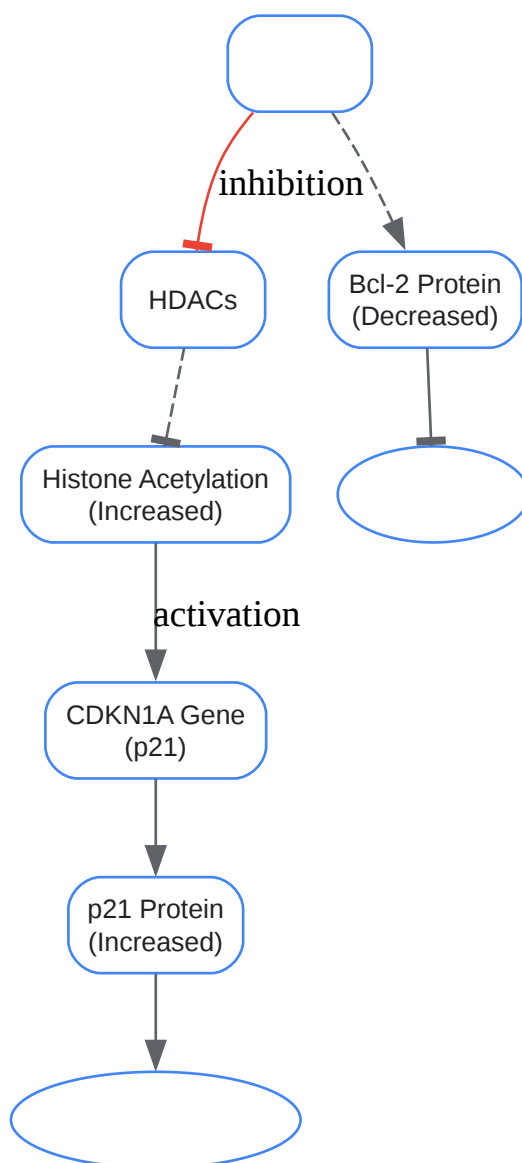 inhibition
HDACs
Bcl-2 Protein
(Decreased)
Histone Acetylation
(Increased)
activation
CDKN1A Gene
(p21)
p21 Protein
(Increased)